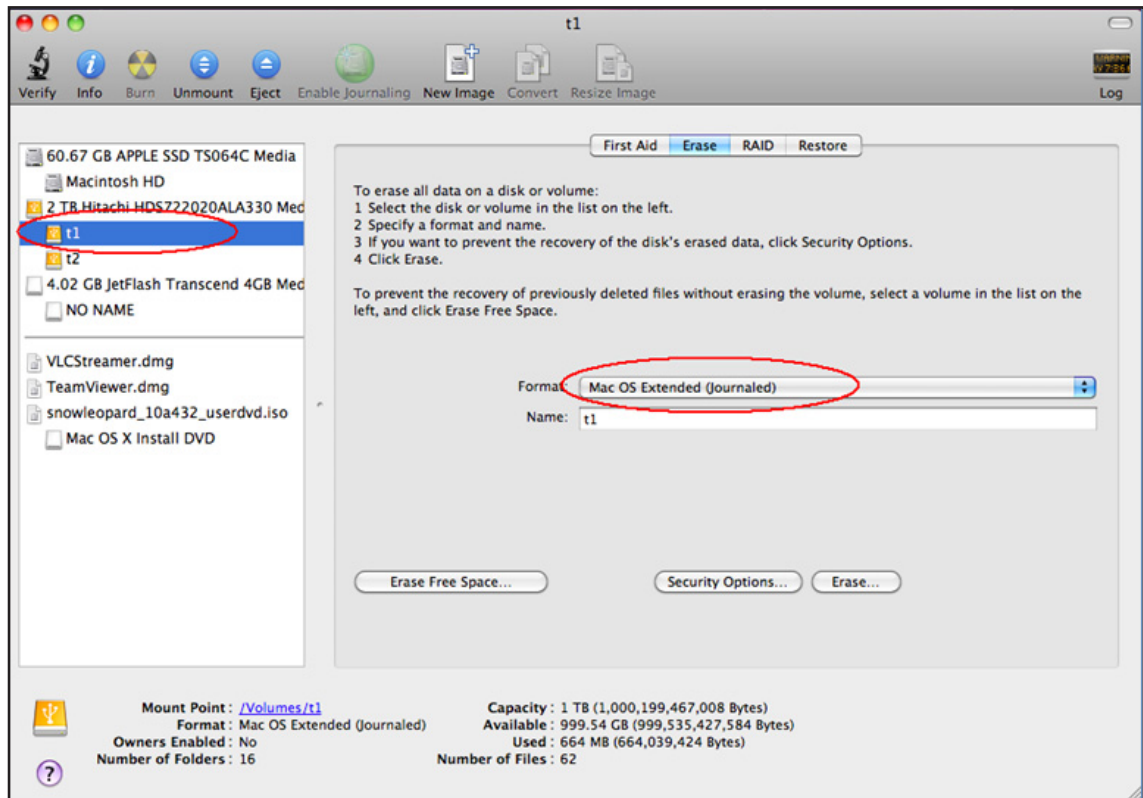 t1
Verify Info Burn Unmount Eject Enable Journaling New Image Convert Resize Image Log
60.67 GB APPLE SSD TS064C Media
Macintosh HD
2 TB Hitachi HDS722020ALA330 Med
t1
t2
4.02 GB JetFlash Transcend 4GB Med
NO NAME
VLCStreamer.dmg
TeamViewer.dmg
snowleopard_10a432_userdvd.iso
Mac OS X Install DVD
First Aid Erase RAID Restore
To erase all data on a disk or volume:
1 Select the disk or volume in the list on the left.
2 Specify a format and name.
3 If you want to prevent the recovery of the disk's erased data, click Security Options.
4 Click Erase.
To prevent the recovery of previously deleted files without erasing the volume, select a volume in the list on the
left, and click Erase Free Space.
Format: Mac OS Extended (Journaled)
Name: t1
Erase Free Space... Security Options... Erase...
Mount Point : /Volumes/t1
Format : Mac OS Extended (Journaled)
Owners Enabled : No
Number of Folders : 16
Capacity : 1 TB (1,000,199,467,008 Bytes)
Available : 999.54 GB (999,535,427,584 Bytes)
Used : 664 MB (664,039,424 Bytes)
Number of Files : 62
?